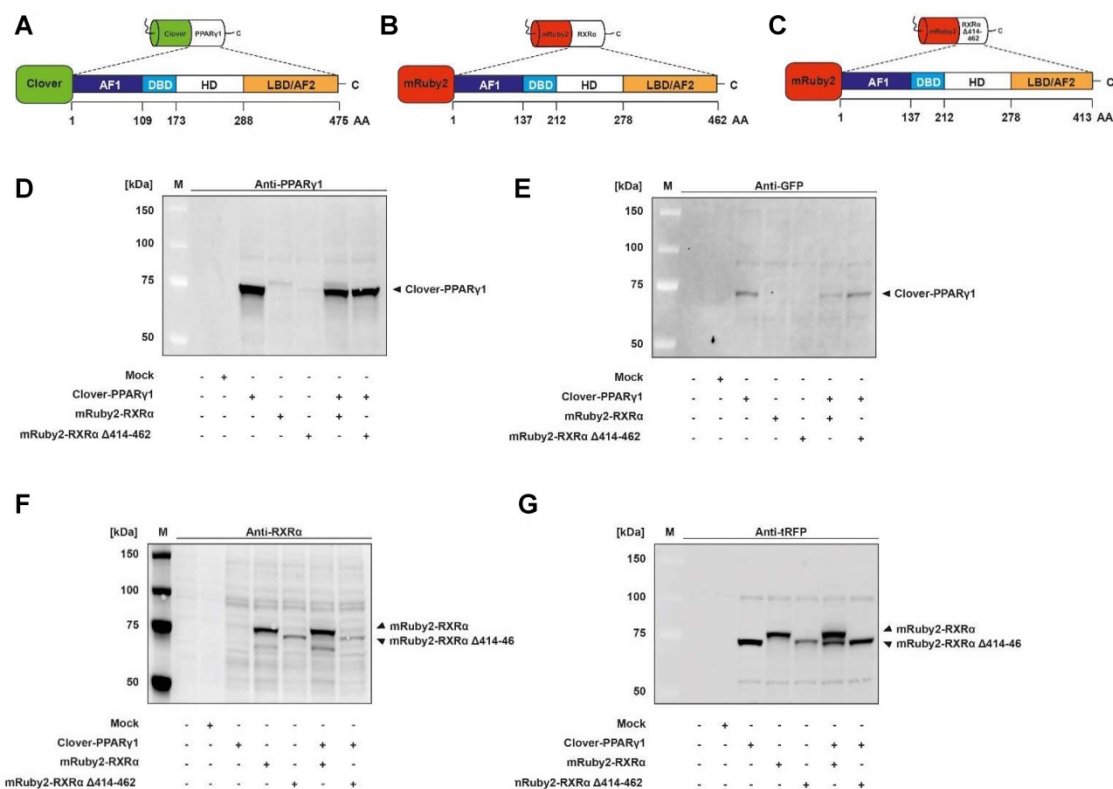 A
Clover PPARγ1 C
Clover AF1 DBD HD LBD/AF2 C
1 109 173 288 475 AA
B
mRuby2 RXRα C
mRuby2 AF1 DBD HD LBD/AF2 C
1 137 212 278 462 AA
C
mRuby2 RXRα Δ414-462 C
mRuby2 AF1 DBD HD LBD/AF2 C
1 137 212 278 413 AA
D
[kDa] M Anti-PPARγ1
150
100
75
50
Clover-PPARγ1
Mock - + - - - - -
Clover-PPARγ1 - - + - - + +
mRuby2-RXRα - - - + - + -
mRuby2-RXRα Δ414-462 - - - - + - +
E
[kDa] M Anti-GFP
150
100
75
50
Clover-PPARγ1
Mock - + - - - - -
Clover-PPARγ1 - - + - - + +
mRuby2-RXRα - - - + - + -
mRuby2-RXRα Δ414-462 - - - - + - +
F
[kDa] M Anti-RXRα
150
100
75
50
mRuby2-RXRα
mRuby2-RXRα Δ414-46
Mock - + - - - - -
Clover-PPARγ1 - - + - - + +
mRuby2-RXRα - - - + - + -
mRuby2-RXRα Δ414-462 - - - - + - +
G
[kDa] M Anti-tRFP
150
100
75
50
mRuby2-RXRα
mRuby2-RXRα Δ414-46
Mock - + - - - - -
Clover-PPARγ1 - - + - - + +
mRuby2-RXRα - - - + - + -
nRuby2-RXRα Δ414-462 - - - - + - +